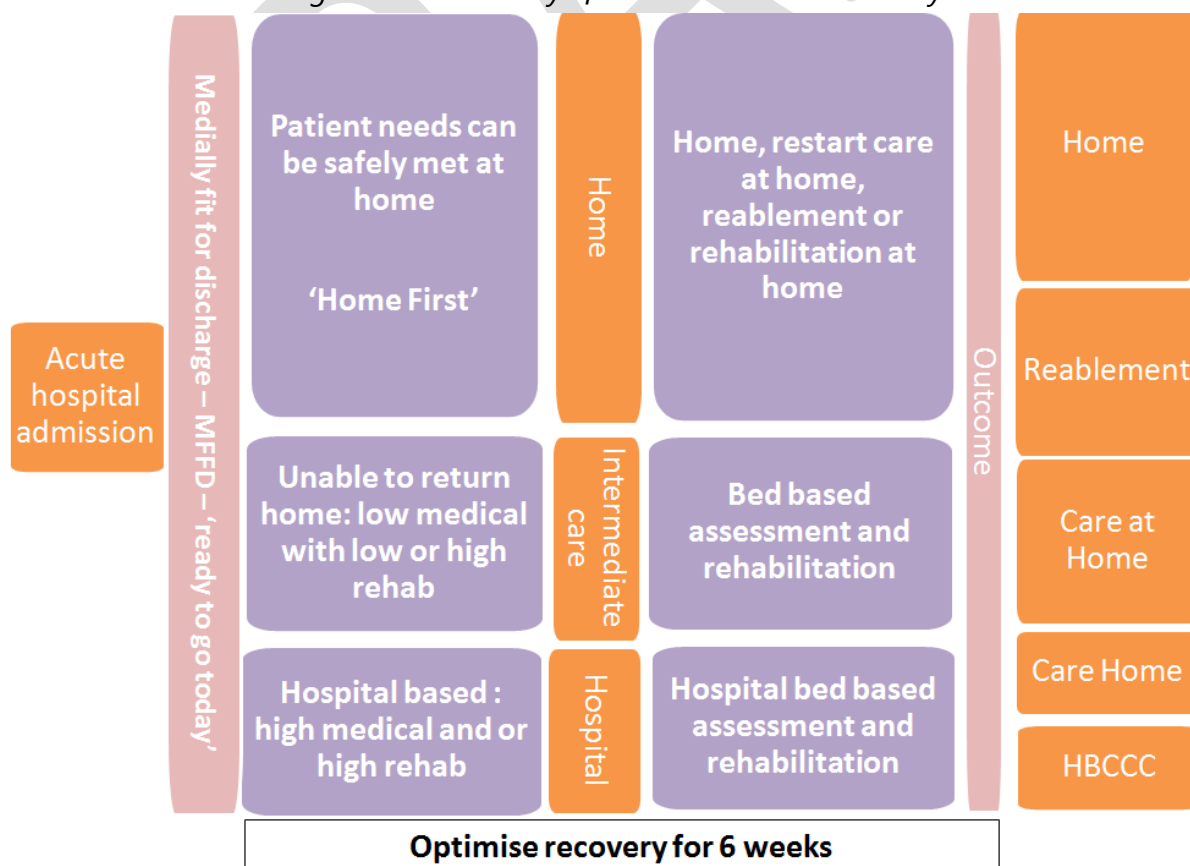 Acute
hospital
admission
Medially fit for discharge – MFFD – ‘ready to go today’
Patient needs can
be safely met at
home
‘Home First’
Home
Home, restart care
at home,
reablement or
rehabilitation at
home
Unable to return
home: low medical
with low or high
rehab
Intermediate
care
Bed based
assessment and
rehabilitation
Hospital based :
high medical and or
high rehab
Hospital
Hospital bed based
assessment and
rehabilitation
Outcome
Home
Reablement
Care at
Home
Care Home
HBCCC
Optimise recovery for 6 weeks